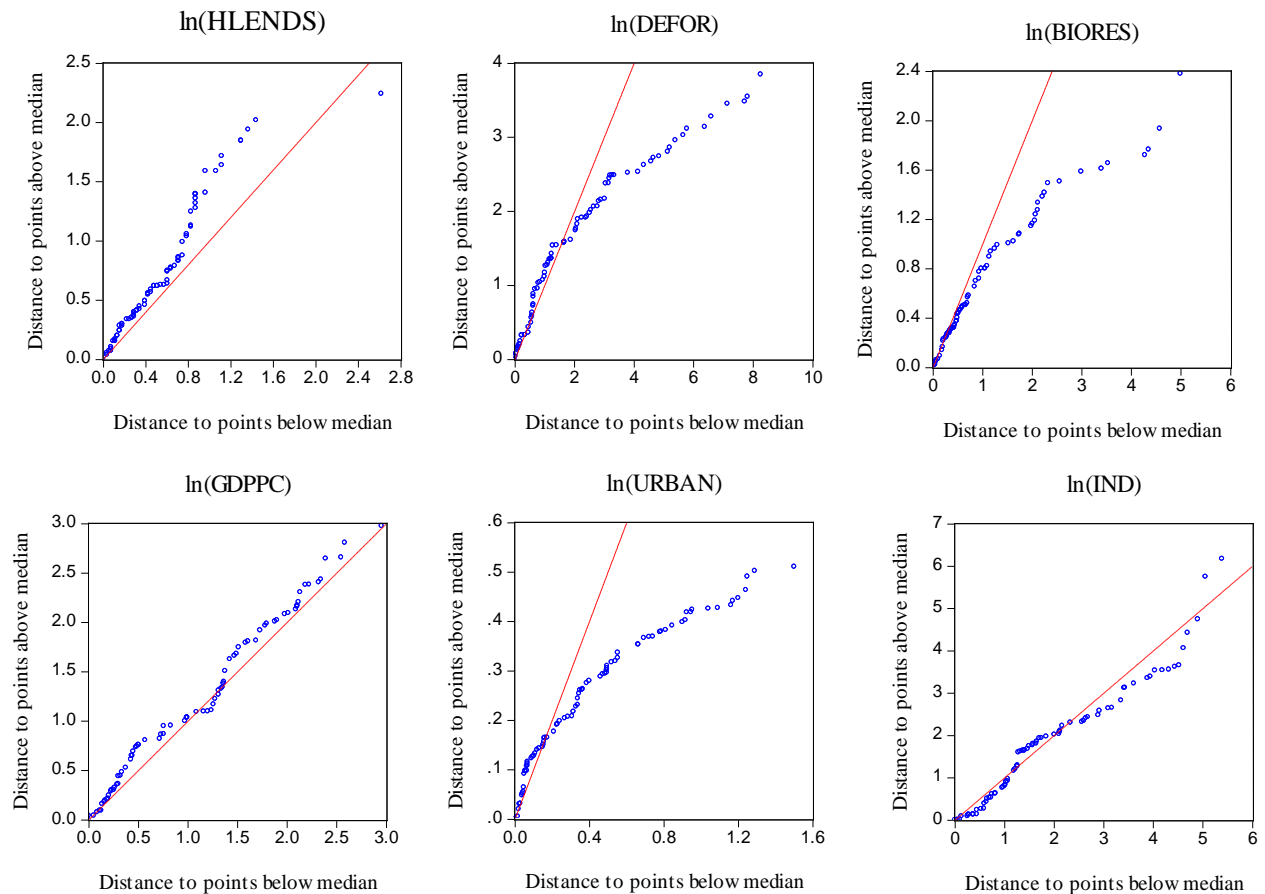 ln(HLENDS)
2.5
2.0
1.5
1.0
0.5
0.0
0.0 0.4 0.8 1.2 1.6 2.0 2.4 2.8
Distance to points above median
Distance to points below median
ln(DEFOR)
4
3
2
1
0
0 2 4 6 8 10
Distance to points above median
Distance to points below median
ln(BIORES)
2.4
2.0
1.6
1.2
0.8
0.4
0.0
0 1 2 3 4 5 6
Distance to points above median
Distance to points below median
ln(GDPPC)
3.0
2.5
2.0
1.5
1.0
0.5
0.0
0.0 0.5 1.0 1.5 2.0 2.5 3.0
Distance to points above median
Distance to points below median
ln(URBAN)
.6
.5
.4
.3
.2
.1
.0
0.0 0.4 0.8 1.2 1.6
Distance to points above median
Distance to points below median
ln(IND)
7
6
5
4
3
2
1
0
0 1 2 3 4 5 6
Distance to points above median
Distance to points below median